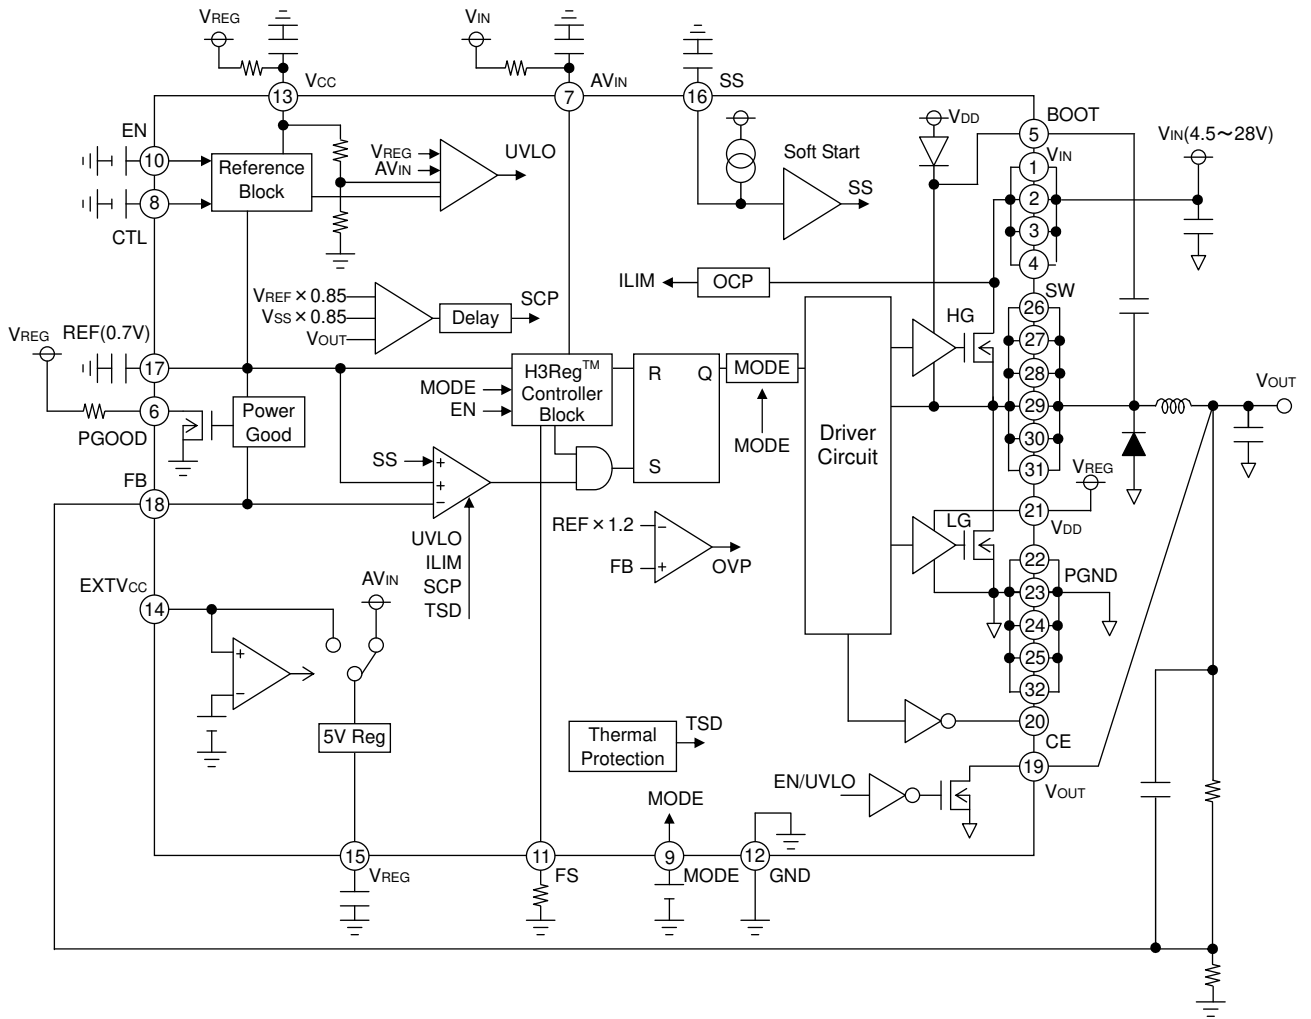 VREG
VIN
VCC
AVIN
SS
13
7
16
BOOT
VDD
5
VIN(4.5～28V)
EN
10
Reference
Block
VREG
AVIN
UVLO
Soft Start
SS
VIN
1
2
3
4
8
CTL
ILIM
OCP
VREF×0.85
VSS×0.85
VOUT
Delay
SCP
SW
26
27
28
29
30
31
HG
VREG
REF(0.7V)
17
H3Reg™
Controller
Block
MODE
EN
R
Q
S
MODE
MODE
Driver
Circuit
VOUT
6
PGOOD
Power
Good
FB
18
SS
+
+
−
UVLO
ILIM
SCP
TSD
REF×1.2
−
FB
+
OVP
VREG
21
VDD
LG
22
PGND
23
24
25
32
EXTVCC
14
AVIN
+
−
5V Reg
Thermal
Protection
TSD
20
CE
19
VOUT
EN/UVLO
MODE
15
VREG
11
FS
9
MODE
12
GND